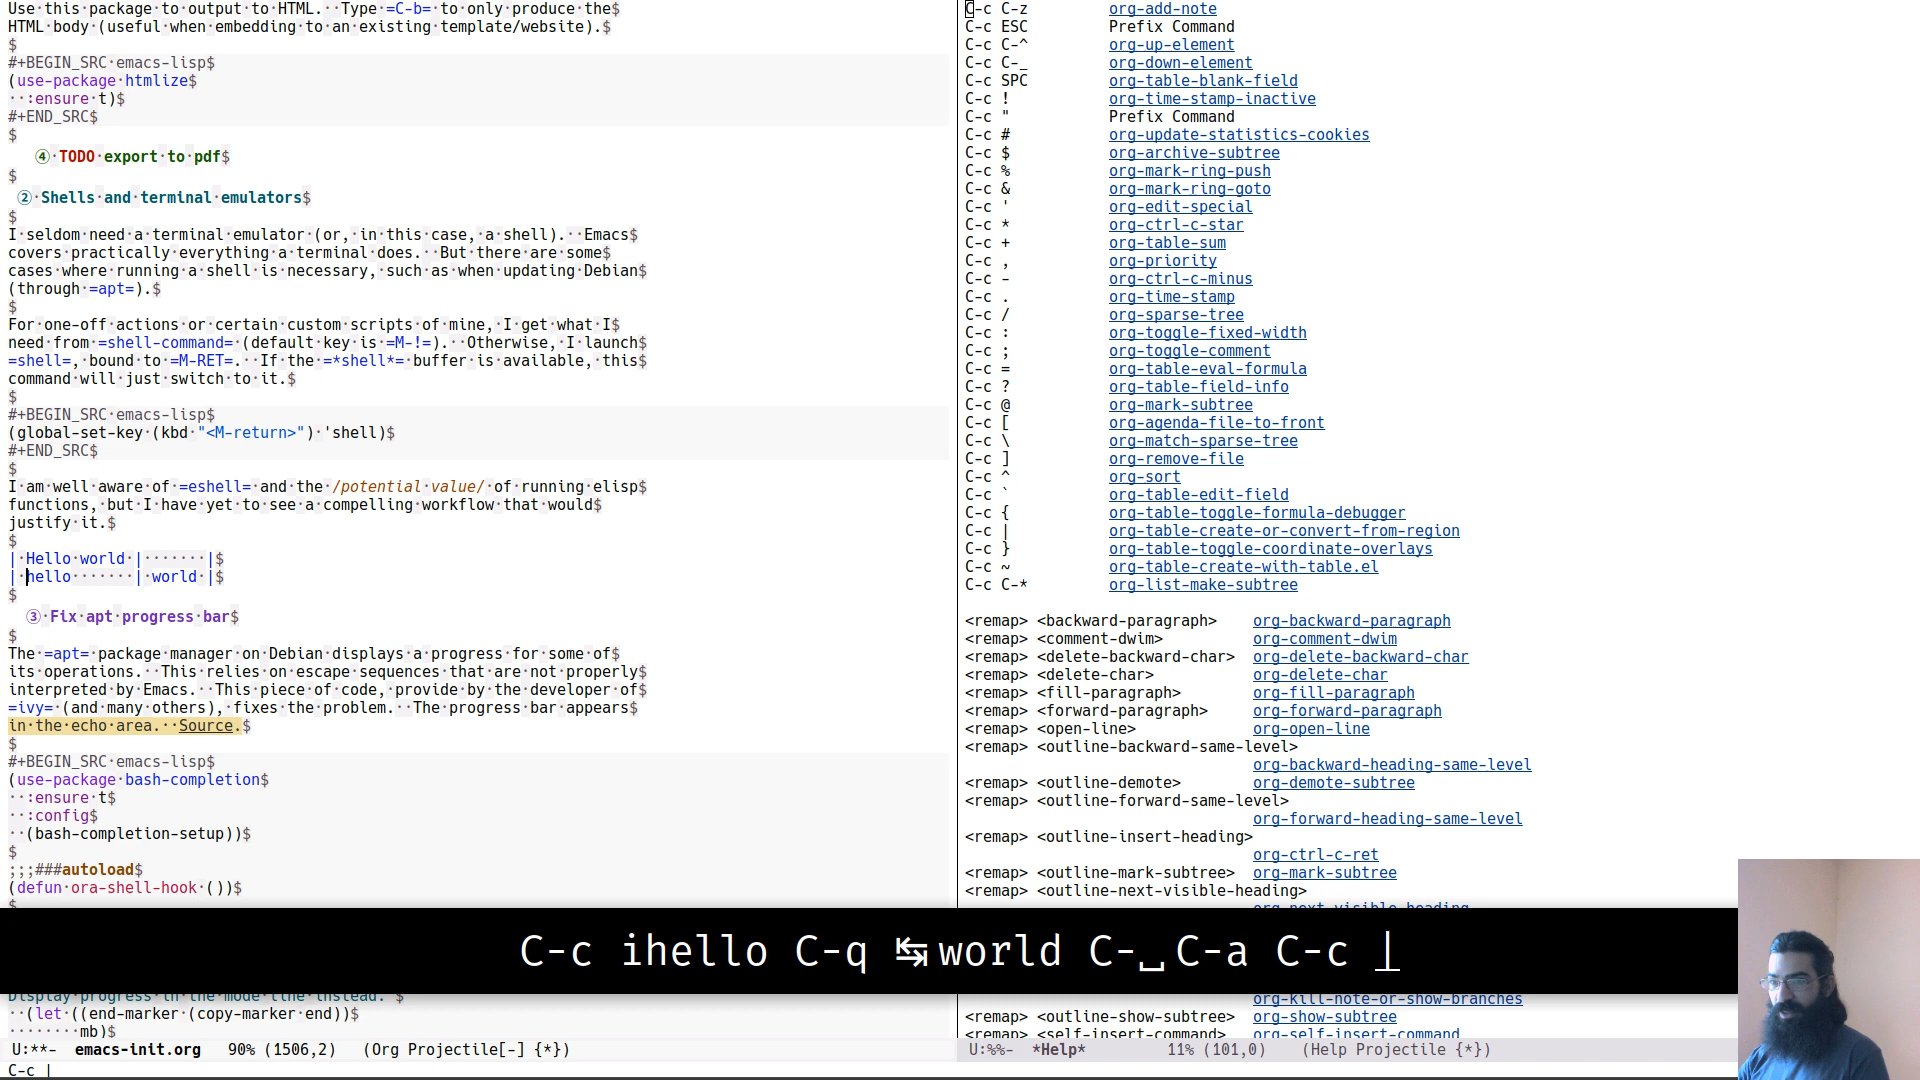 Use·this·package·to·output·to·HTML.··Type·=C-b=·to·only·produce·the$
HTML·body·(useful·when·embedding·to·an·existing·template/website).$
$
#+BEGIN_SRC·emacs-lisp$
(use-package·htmlize$
··:ensure·t)$
#+END_SRC$
$
④·TODO·export·to·pdf$
$
②·Shells·and·terminal·emulators$
$
I·seldom·need·a·terminal·emulator·(or,·in·this·case,·a·shell).··Emacs$
covers·practically·everything·a·terminal·does.··But·there·are·some$
cases·where·running·a·shell·is·necessary,·such·as·when·updating·Debian$
(through·=apt=).$
$
For·one-off·actions·or·certain·custom·scripts·of·mine,·I·get·what·I$
need·from·=shell-command=·(default·key·is·=M-!=).··Otherwise,·I·launch$
=shell=,·bound·to·=M-RET=.··If·the·=*shell*=·buffer·is·available,·this$
command·will·just·switch·to·it.$
$
#+BEGIN_SRC·emacs-lisp$
(global-set-key·(kbd·"<M-return>")·'shell)$
#+END_SRC$
$
I·am·well·aware·of·=eshell=·and·the·/potential·value/·of·running·elisp$
functions,·but·I·have·yet·to·see·a·compelling·workflow·that·would$
justify·it.$
$
|·Hello·world·|·······|$
|·hello·······|·world·|$
$
③·Fix·apt·progress·bar$
$
The·=apt=·package·manager·on·Debian·displays·a·progress·for·some·of$
its·operations.··This·relies·on·escape·sequences·that·are·not·properly$
interpreted·by·Emacs.··This·piece·of·code,·provide·by·the·developer·of$
=ivy=·(and·many·others),·fixes·the·problem.··The·progress·bar·appears$
in·the·echo·area.··Source.$
$
#+BEGIN_SRC·emacs-lisp$
(use-package·bash-completion$
··:ensure·t$
··:config$
··(bash-completion-setup))$
$
;;;###autoload$
(defun·ora-shell-hook·()$
$
Display·progress·in·the·mode·line·instead."$
··(let·((end-marker·(copy-marker·end))$
········mb)$
U:**-  emacs-init.org   90% (1506,2)   (Org Projectile[-] {*})
C-c |
C-c C-z org-add-note
C-c ESC Prefix Command
C-c C-^ org-up-element
C-c C-_ org-down-element
C-c SPC org-table-blank-field
C-c ! org-time-stamp-inactive
C-c " Prefix Command
C-c # org-update-statistics-cookies
C-c $ org-archive-subtree
C-c % org-mark-ring-push
C-c & org-mark-ring-goto
C-c ' org-edit-special
C-c * org-ctrl-c-star
C-c + org-table-sum
C-c , org-priority
C-c - org-ctrl-c-minus
C-c . org-time-stamp
C-c / org-sparse-tree
C-c : org-toggle-fixed-width
C-c ; org-toggle-comment
C-c = org-table-eval-formula
C-c ? org-table-field-info
C-c @ org-mark-subtree
C-c [ org-agenda-file-to-front
C-c \ org-match-sparse-tree
C-c ] org-remove-file
C-c ^ org-sort
C-c ` org-table-edit-field
C-c { org-table-toggle-formula-debugger
C-c | org-table-create-or-convert-from-region
C-c } org-table-toggle-coordinate-overlays
C-c ~ org-table-create-with-table.el
C-c C-* org-list-make-subtree
<remap> <backward-paragraph> org-backward-paragraph
<remap> <comment-dwim> org-comment-dwim
<remap> <delete-backward-char> org-delete-backward-char
<remap> <delete-char> org-delete-char
<remap> <fill-paragraph> org-fill-paragraph
<remap> <forward-paragraph> org-forward-paragraph
<remap> <open-line> org-open-line
<remap> <outline-backward-same-level>
org-backward-heading-same-level
<remap> <outline-demote> org-demote-subtree
<remap> <outline-forward-same-level>
org-forward-heading-same-level
<remap> <outline-insert-heading>
org-ctrl-c-ret
<remap> <outline-mark-subtree> org-mark-subtree
<remap> <outline-next-visible-heading>
org-next-visible-heading
org-kill-note-or-show-branches
<remap> <outline-show-subtree> org-show-subtree
<remap> <self-insert-command> org-self-insert-command
U:%%-  *Help*   11% (101,0)   (Help Projectile {*})
C-c ihello C-q ↹world C-␣C-a C-c |